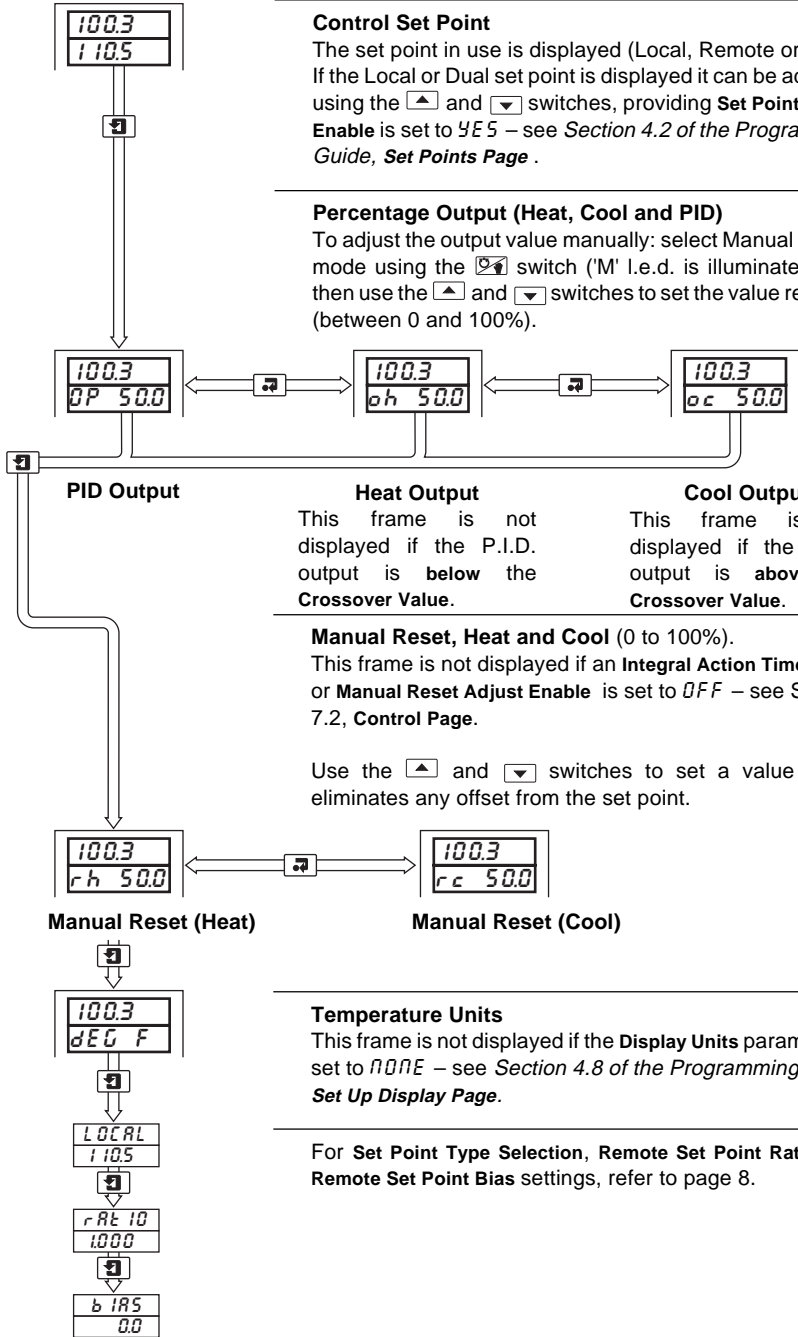 100.3
110.5
Control Set Point
The set point in use is displayed (Local, Remote or
If the Local or Dual set point is displayed it can be
using the and switches, providing Set Point
Enable is set to YES – see Section 4.2 of the
Guide, Set Points Page .
Percentage Output (Heat, Cool and PID)
To adjust the output value manually: select Manual
mode using the switch ('M' l.e.d. is
then use the and switches to set the value
(between 0 and 100%).
100.3
OP 50.0
100.3
oh 50.0
100.3
oc 50.0
PID Output
Heat Output
This frame is not
displayed if the P.I.D.
output is below the
Crossover Value.
Cool
This frame
displayed if the
output is
Crossover Value.
Manual Reset, Heat and Cool (0 to 100%).
This frame is not displayed if an Integral Action Time
or Manual Reset Adjust Enable is set to OFF – see
7.2, Control Page.
Use the and switches to set a value
eliminates any offset from the set point.
100.3
rh 50.0
100.3
rc 50.0
Manual Reset (Heat)
Manual Reset (Cool)
100.3
dEG F
Temperature Units
This frame is not displayed if the Display Units
set to NONE – see Section 4.8 of the Programming
Set Up Display Page.
LOCAL
110.5
For Set Point Type Selection, Remote Set Point
Remote Set Point Bias settings, refer to page 8.
rAtIO
1.000
bIAS
0.0